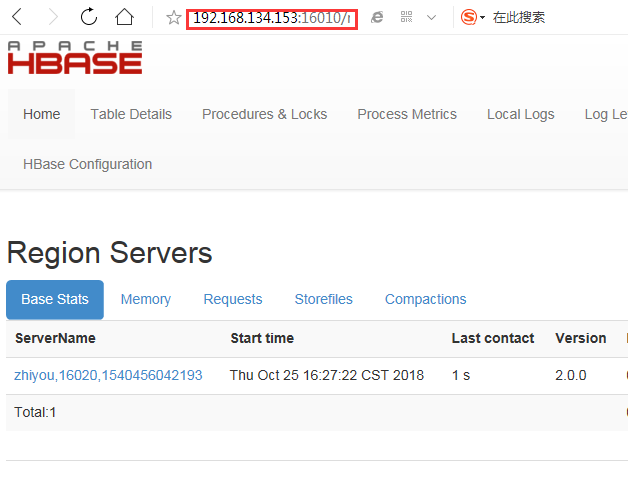 192.168.134.153:16010/
在此搜索
APACHE
HBASE
Home Table Details Procedures & Locks Process Metrics Local Logs Log Le
HBase Configuration
Region Servers
Base Stats Memory Requests Storefiles Compactions
ServerName Start time Last contact Version
zhiyou,16020,1540456042193 Thu Oct 25 16:27:22 CST 2018 1 s 2.0.0
Total:1